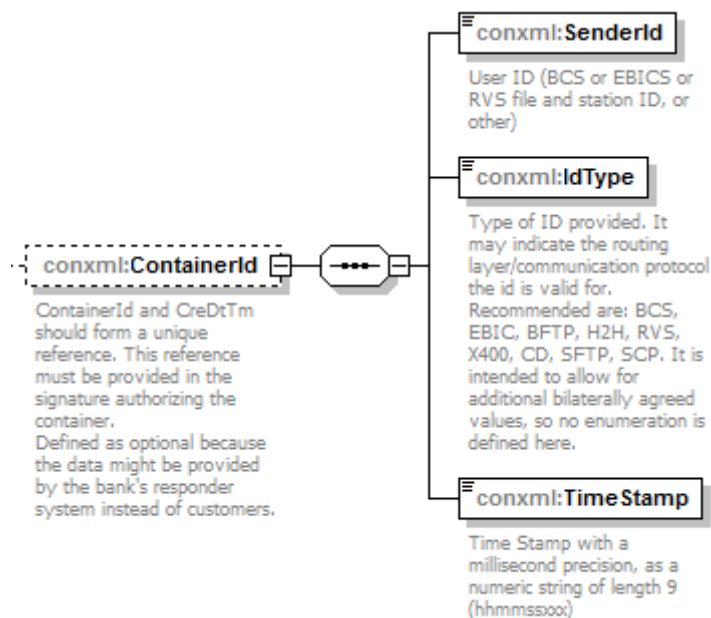 conxml:SenderId
User ID (BCS or EBICS or
RVS file and station ID, or
other)
conxml:IdType
Type of ID provided. It
may indicate the routing
layer/communication protocol
the id is valid for.
Recommended are: BCS,
EBIC, BFTP, H2H, RVS,
X400, CD, SFTP, SCP. It is
intended to allow for
additional bilaterally agreed
values, so no enumeration is
defined here.
conxml:ContainerId
ContainerId and CreDtTm
should form a unique
reference. This reference
must be provided in the
signature authorizing the
container.
Defined as optional because
the data might be provided
by the bank's responder
system instead of customers.
conxml:TimeStamp
Time Stamp with a
millisecond precision, as a
numeric string of length 9
(hhmmssxxx)